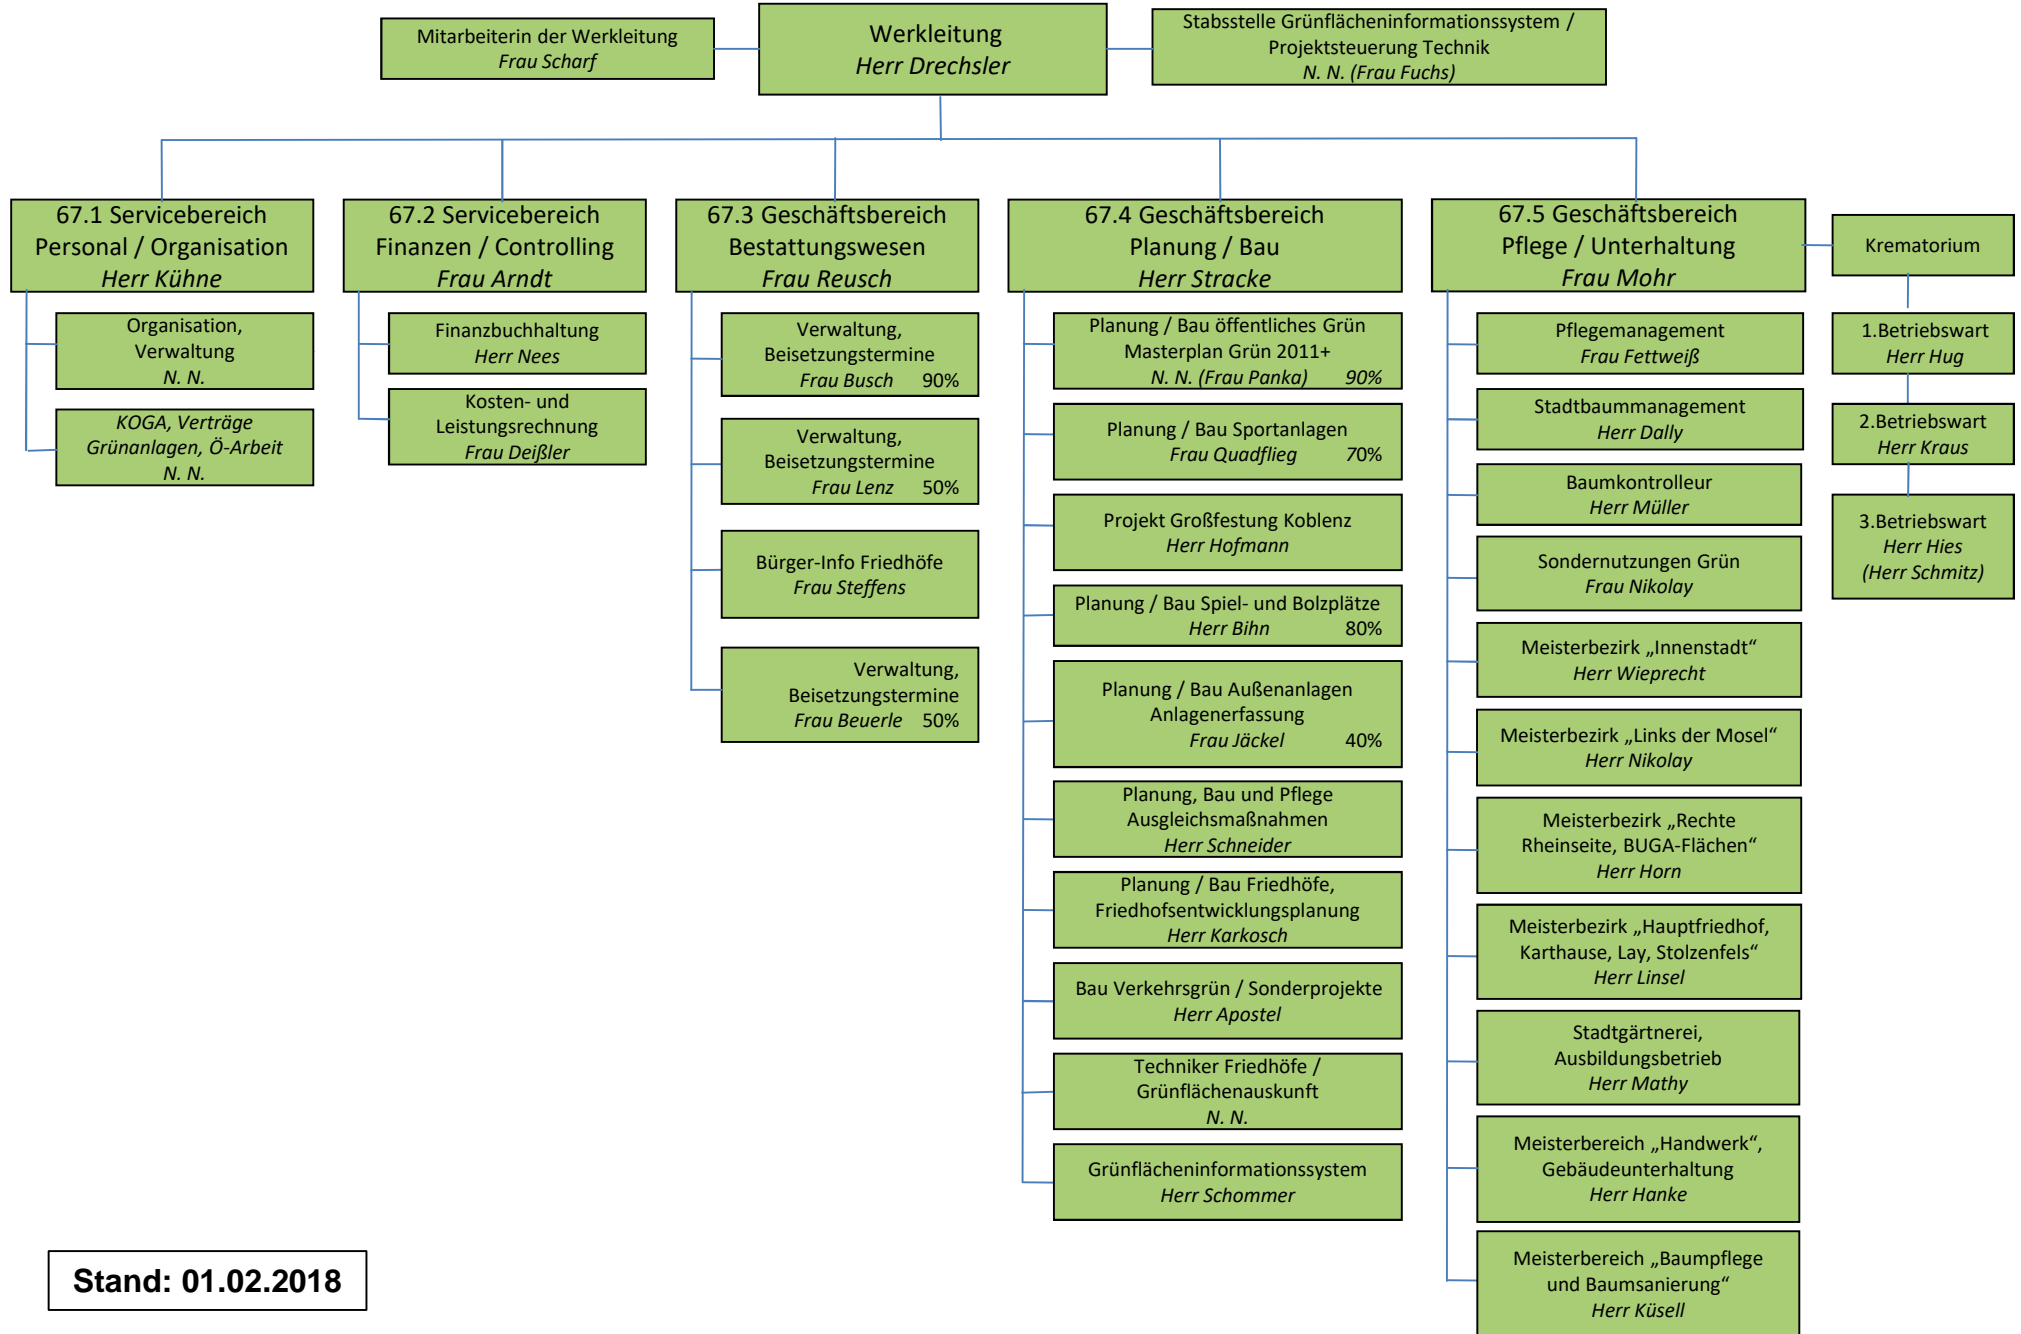 Mitarbeiterin der Werkleitung
Frau Scharf
Werkleitung
Herr Drechsler
Stabsstelle Grünflächeninformationssystem /
Projektsteuerung Technik
N. N. (Frau Fuchs)
67.1 Servicebereich
Personal / Organisation
Herr Kühne
Organisation,
Verwaltung
N. N.
KOGA, Verträge
Grünanlagen, Ö-Arbeit
N. N.
67.2 Servicebereich
Finanzen / Controlling
Frau Arndt
Finanzbuchhaltung
Herr Nees
Kosten- und
Leistungsrechnung
Frau Deißler
67.3 Geschäftsbereich
Bestattungswesen
Frau Reusch
Verwaltung,
Beisetzungstermine
Frau Busch 90%
Verwaltung,
Beisetzungstermine
Frau Lenz 50%
Bürger-Info Friedhöfe
Frau Steffens
Verwaltung,
Beisetzungstermine
Frau Beuerle 50%
67.4 Geschäftsbereich
Planung / Bau
Herr Stracke
Planung / Bau öffentliches Grün
Masterplan Grün 2011+
N. N. (Frau Panka) 90%
Planung / Bau Sportanlagen
Frau Quadflieg 70%
Projekt Großfestung Koblenz
Herr Hofmann
Planung / Bau Spiel- und Bolzplätze
Herr Bihn 80%
Planung / Bau Außenanlagen
Anlagenerfassung
Frau Jäckel 40%
Planung, Bau und Pflege
Ausgleichsmaßnahmen
Herr Schneider
Planung / Bau Friedhöfe,
Friedhofsentwicklungsplanung
Herr Karkosch
Bau Verkehrsgrün / Sonderprojekte
Herr Apostel
Techniker Friedhöfe /
Grünflächenauskunft
N. N.
Grünflächeninformationssystem
Herr Schommer
67.5 Geschäftsbereich
Pflege / Unterhaltung
Frau Mohr
Pflegemanagement
Frau Fettweiß
Stadtbaummanagement
Herr Dally
Baumkontrolleur
Herr Müller
Sondernutzungen Grün
Frau Nikolay
Meisterbezirk „Innenstadt“
Herr Wieprecht
Meisterbezirk „Links der Mosel“
Herr Nikolay
Meisterbezirk „Rechte
Rheinseite, BUGA-Flächen“
Herr Horn
Meisterbezirk „Hauptfriedhof,
Karthause, Lay, Stolzenfels“
Herr Linsel
Stadtgärtnerei,
Ausbildungsbetrieb
Herr Mathy
Meisterbereich „Handwerk“,
Gebäudeunterhaltung
Herr Hanke
Meisterbereich „Baumpflege
und Baumsanierung“
Herr Küsell
Krematorium
1.Betriebswart
Herr Hug
2.Betriebswart
Herr Kraus
3.Betriebswart
Herr Hies
(Herr Schmitz)
Stand: 01.02.2018